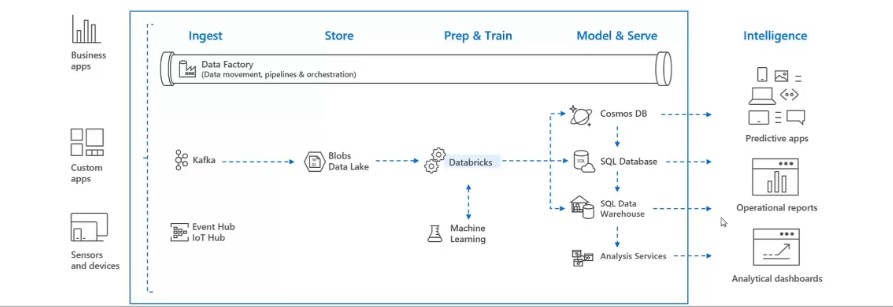 Ingest
Store
Prep & Train
Model & Serve
Intelligence
Business
apps
Data Factory
(Data movement, pipelines & orchestration)
Cosmos DB
Predictive apps
Custom
apps
Kafka
Blobs
Data Lake
Databricks
SQL Database
Operational reports
SQL Data
Warehouse
Sensors
and devices
Event Hub
IoT Hub
Machine
Learning
Analysis Services
Analytical dashboards